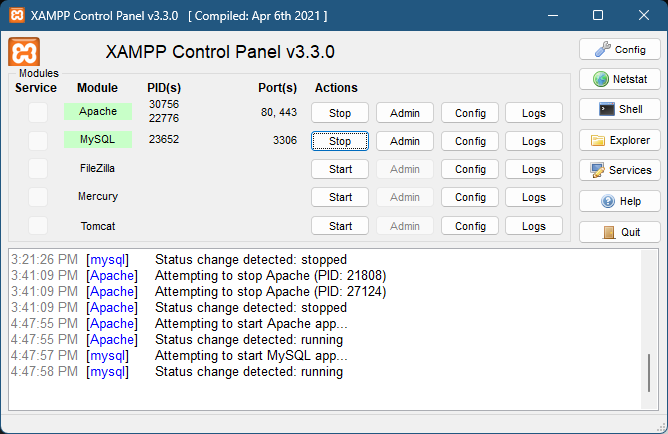 XAMPP Control Panel v3.3.0 [ Compiled: Apr 6th 2021 ]
XAMPP Control Panel v3.3.0
Config
Modules
Service Module PID(s) Port(s) Actions
Netstat
Apache 30756 22776 80, 443 Stop Admin Config Logs
Shell
MySQL 23652 3306 Stop Admin Config Logs
Explorer
FileZilla Start Admin Config Logs
Services
Mercury Start Admin Config Logs
Help
Tomcat Start Admin Config Logs
Quit
3:21:26 PM [mysql] Status change detected: stopped
3:41:09 PM [Apache] Attempting to stop Apache (PID: 21808)
3:41:09 PM [Apache] Attempting to stop Apache (PID: 27124)
3:41:09 PM [Apache] Status change detected: stopped
4:47:55 PM [Apache] Attempting to start Apache app...
4:47:55 PM [Apache] Status change detected: running
4:47:57 PM [mysql] Attempting to start MySQL app...
4:47:58 PM [mysql] Status change detected: running